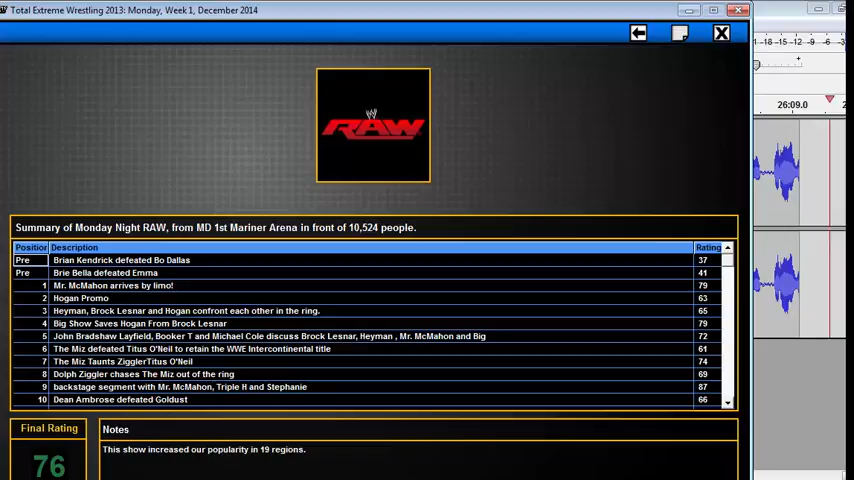 Total Extreme Wrestling 2013: Monday, Week 1, December 2014
-18 -15 -12 -9 -6 -3
26:09.0
W
RAW
Summary of Monday Night RAW, from MD 1st Mariner Arena in front of 10,524 people.
Position Description Rating
Pre Brian Kendrick defeated Bo Dallas 37
Pre Brie Bella defeated Emma 41
1 Mr. McMahon arrives by limo! 79
2 Hogan Promo 63
3 Heyman, Brock Lesnar and Hogan confront each other in the ring. 65
4 Big Show Saves Hogan From Brock Lesnar 79
5 John Bradshaw Layfield, Booker T and Michael Cole discuss Brock Lesnar, Heyman , Mr. McMahon and Big 72
6 The Miz defeated Titus O'Neil to retain the WWE Intercontinental title 61
7 The Miz Taunts ZigglerTitus O'Neil 74
8 Dolph Ziggler chases The Miz out of the ring 69
9 backstage segment with Mr. McMahon, Triple H and Stephanie 87
10 Dean Ambrose defeated Goldust 66
Final Rating
76
Notes
This show increased our popularity in 19 regions.